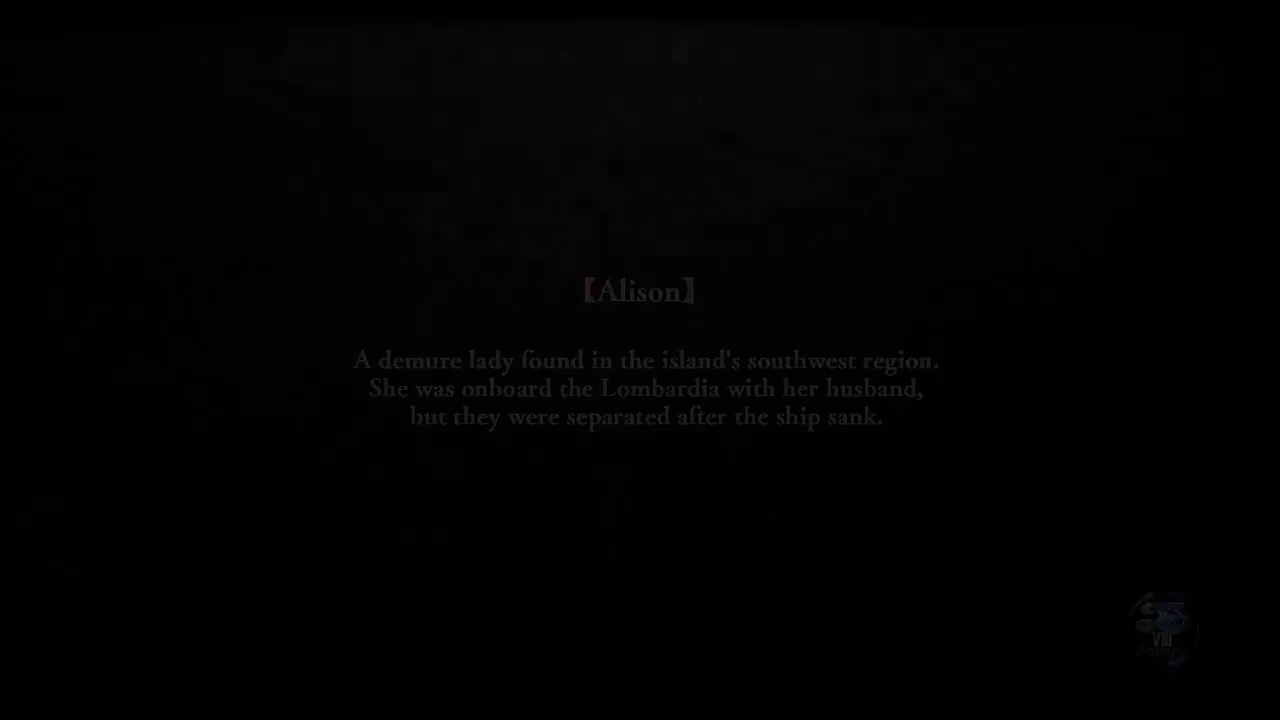 【Alison】
A demure lady found in the island's southwest region.
She was onboard the Lombardia with her husband,
but they were separated after the ship sank.
VIII